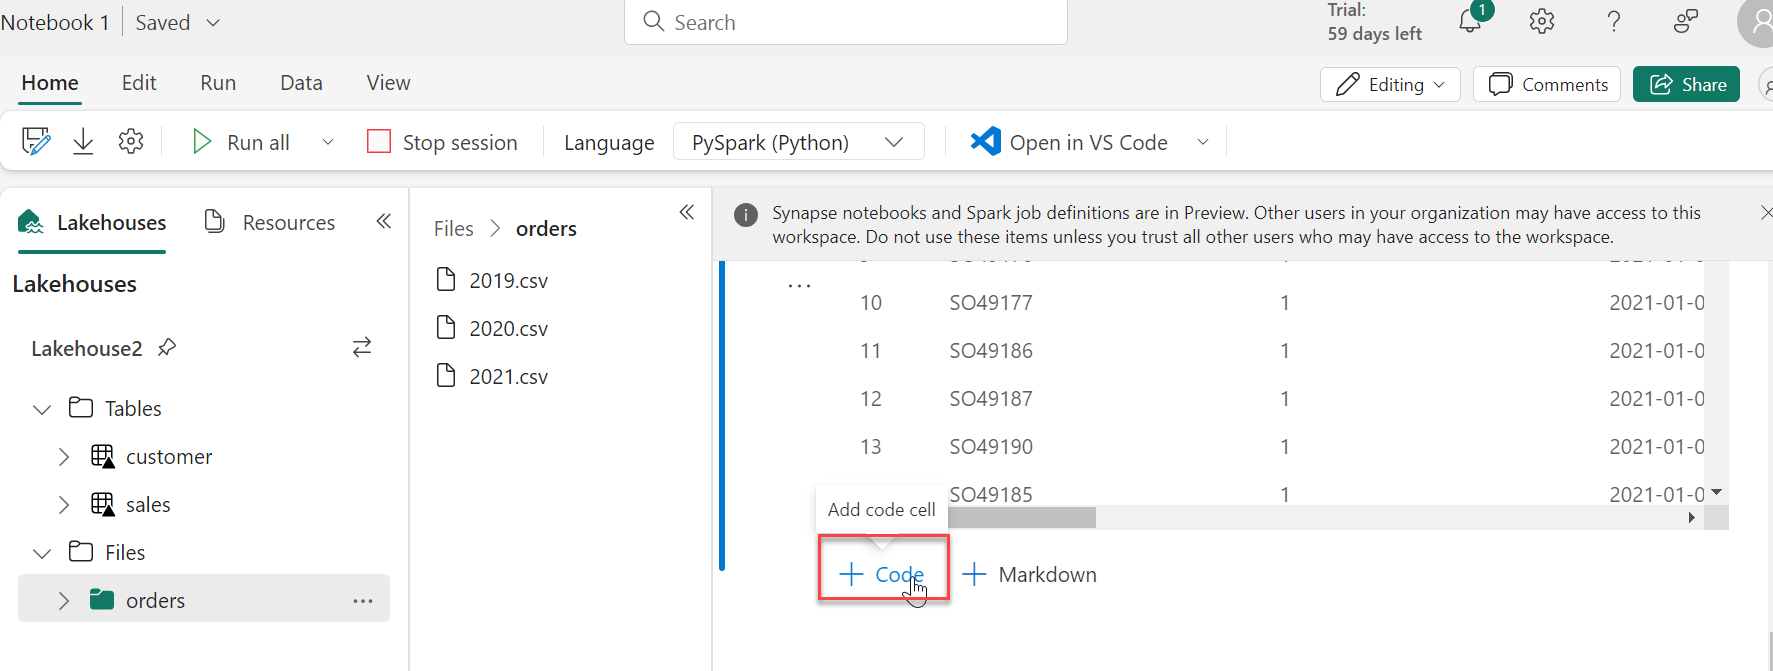 Notebook 1 Saved
Search
Trial:
59 days left
1
Home Edit Run Data View
Editing Comments Share
Run all Stop session Language PySpark (Python) Open in VS Code
Lakehouses Resources
Lakehouses
Lakehouse2
Tables
customer
sales
Files
orders
Files > orders
2019.csv
2020.csv
2021.csv
Synapse notebooks and Spark job definitions are in Preview. Other users in your organization may have access to this
workspace. Do not use these items unless you trust all other users who may have access to the workspace.
10 SO49177 1 2021-01-0
11 SO49186 1 2021-01-0
12 SO49187 1 2021-01-0
13 SO49190 1 2021-01-0
SO49185 1 2021-01-0
Add code cell
+ Code + Markdown